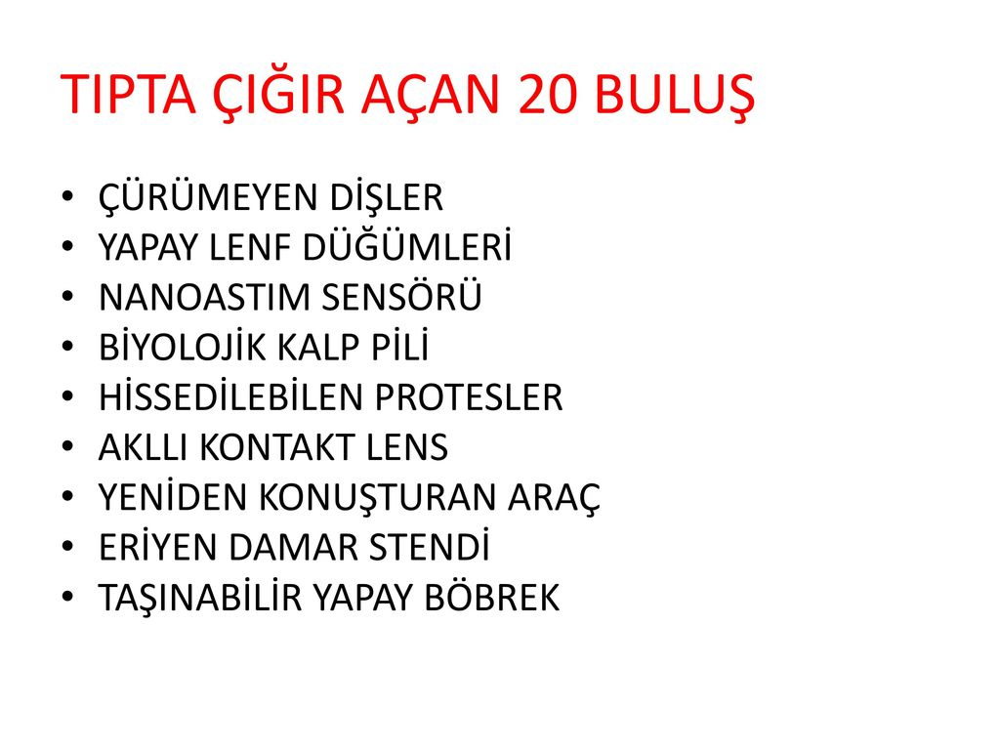 TIPTA ÇIĞIR AÇAN 20 BULUŞ
• ÇÜRÜMEYEN DİŞLER
• YAPAY LENF DÜĞÜMLERİ
• NANOASTIM SENSÖRÜ
• BİYOLOJİK KALP PİLİ
• HİSSEDİLEBİLEN PROTESLER
• AKLLI KONTAKT LENS
• YENİDEN KONUŞTURAN ARAÇ
• ERİYEN DAMAR STENDİ
• TAŞINABİLİR YAPAY BÖBREK